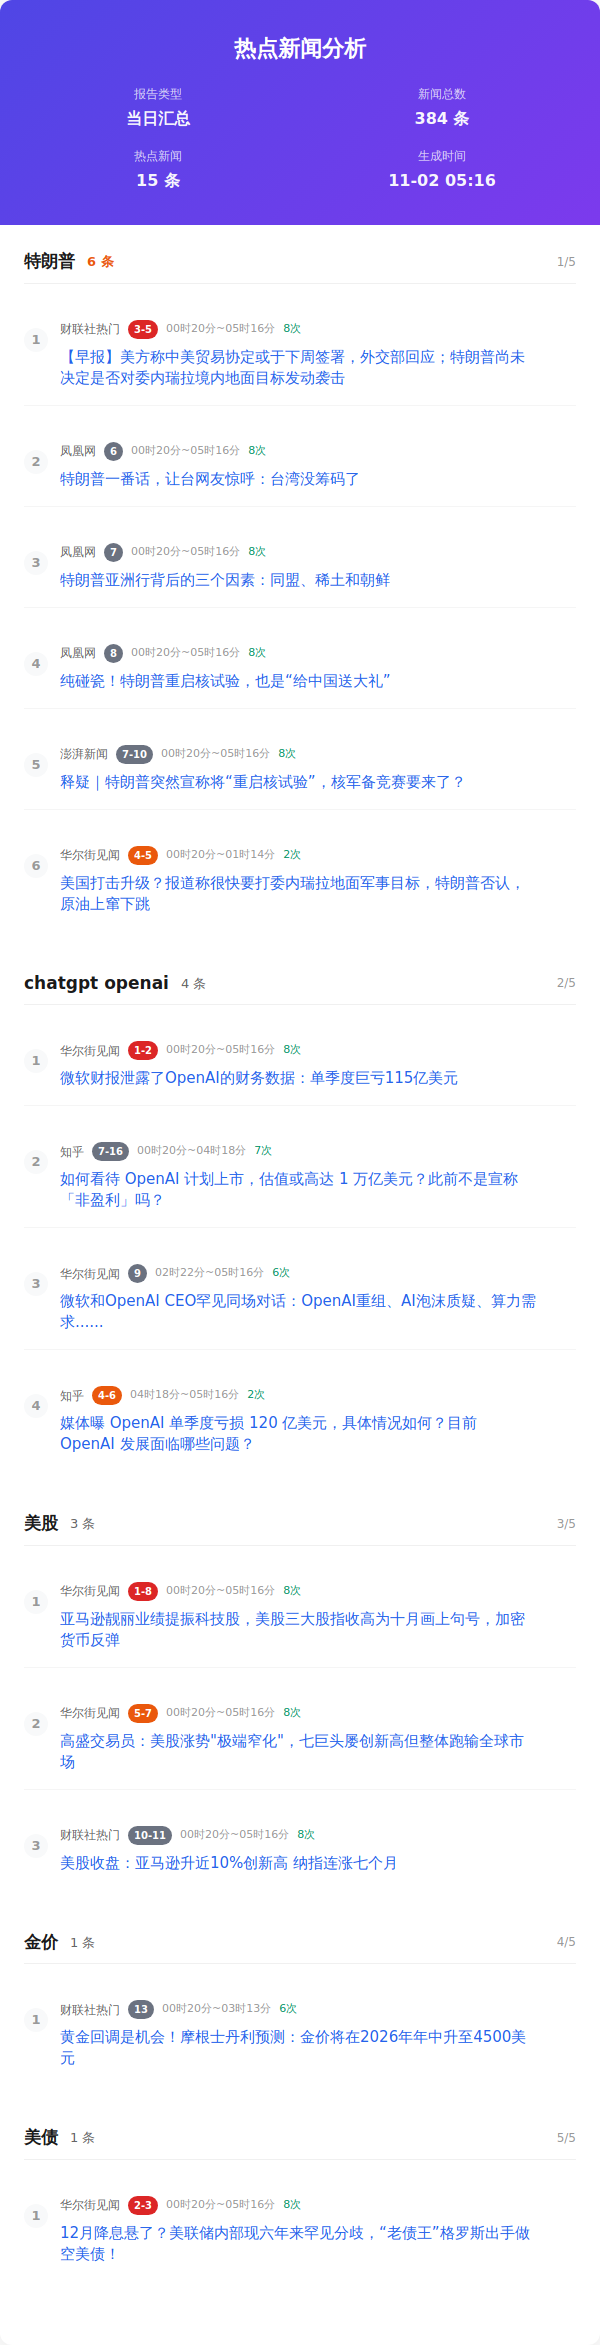 热点新闻分析
报告类型
当日汇总
新闻总数
384 条
热点新闻
15 条
生成时间
11-02 05:16
特朗普 6 条 1/5
1 财联社热门 3-5 00时20分~05时16分 8次
【早报】美方称中美贸易协定或于下周签署，外交部回应；特朗普尚未
决定是否对委内瑞拉境内地面目标发动袭击
2 凤凰网 6 00时20分~05时16分 8次
特朗普一番话，让台网友惊呼：台湾没筹码了
3 凤凰网 7 00时20分~05时16分 8次
特朗普亚洲行背后的三个因素：同盟、稀土和朝鲜
4 凤凰网 8 00时20分~05时16分 8次
纯碰瓷！特朗普重启核试验，也是“给中国送大礼”
5 澎湃新闻 7-10 00时20分~05时16分 8次
释疑｜特朗普突然宣称将“重启核试验”，核军备竞赛要来了？
6 华尔街见闻 4-5 00时20分~01时14分 2次
美国打击升级？报道称很快要打委内瑞拉地面军事目标，特朗普否认，
原油上窜下跳
chatgpt openai 4 条 2/5
1 华尔街见闻 1-2 00时20分~05时16分 8次
微软财报泄露了OpenAI的财务数据：单季度巨亏115亿美元
2 知乎 7-16 00时20分~04时18分 7次
如何看待 OpenAI 计划上市，估值或高达 1 万亿美元？此前不是宣称
「非盈利」吗？
3 华尔街见闻 9 02时22分~05时16分 6次
微软和OpenAI CEO罕见同场对话：OpenAI重组、AI泡沫质疑、算力需
求……
4 知乎 4-6 04时18分~05时16分 2次
媒体曝 OpenAI 单季度亏损 120 亿美元，具体情况如何？目前
OpenAI 发展面临哪些问题？
美股 3 条 3/5
1 华尔街见闻 1-8 00时20分~05时16分 8次
亚马逊靓丽业绩提振科技股，美股三大股指收高为十月画上句号，加密
货币反弹
2 华尔街见闻 5-7 00时20分~05时16分 8次
高盛交易员：美股涨势"极端窄化"，七巨头屡创新高但整体跑输全球市
场
3 财联社热门 10-11 00时20分~05时16分 8次
美股收盘：亚马逊升近10%创新高 纳指连涨七个月
金价 1 条 4/5
1 财联社热门 13 00时20分~03时13分 6次
黄金回调是机会！摩根士丹利预测：金价将在2026年年中升至4500美
元
美债 1 条 5/5
1 华尔街见闻 2-3 00时20分~05时16分 8次
12月降息悬了？美联储内部现六年来罕见分歧，“老债王”格罗斯出手做
空美债！